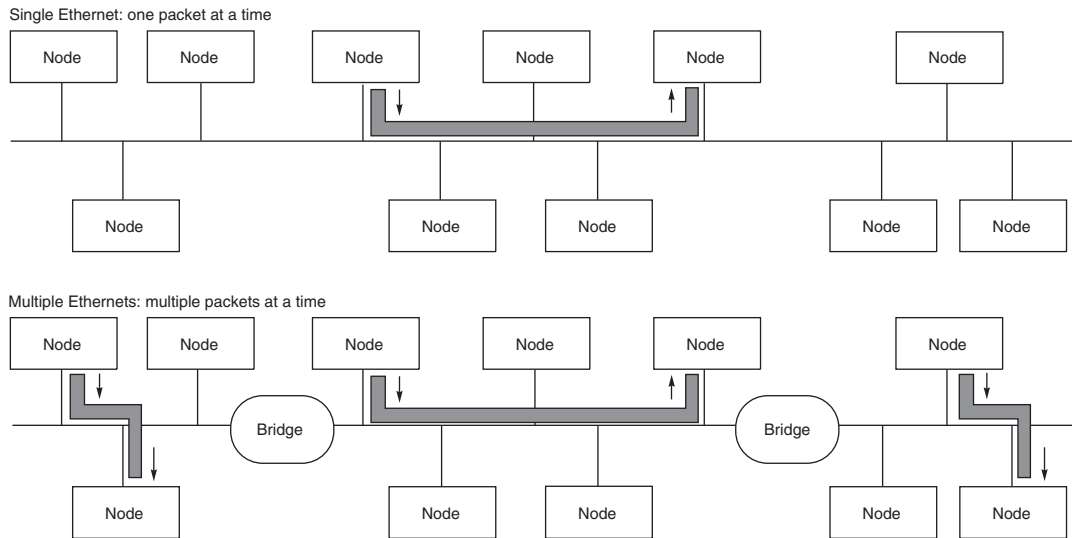 Single Ethernet: one packet at a time
Node Node Node Node Node Node
Node Node Node Node Node
Multiple Ethernets: multiple packets at a time
Node Node Node Node Node Node
Bridge Bridge
Node Node Node Node Node